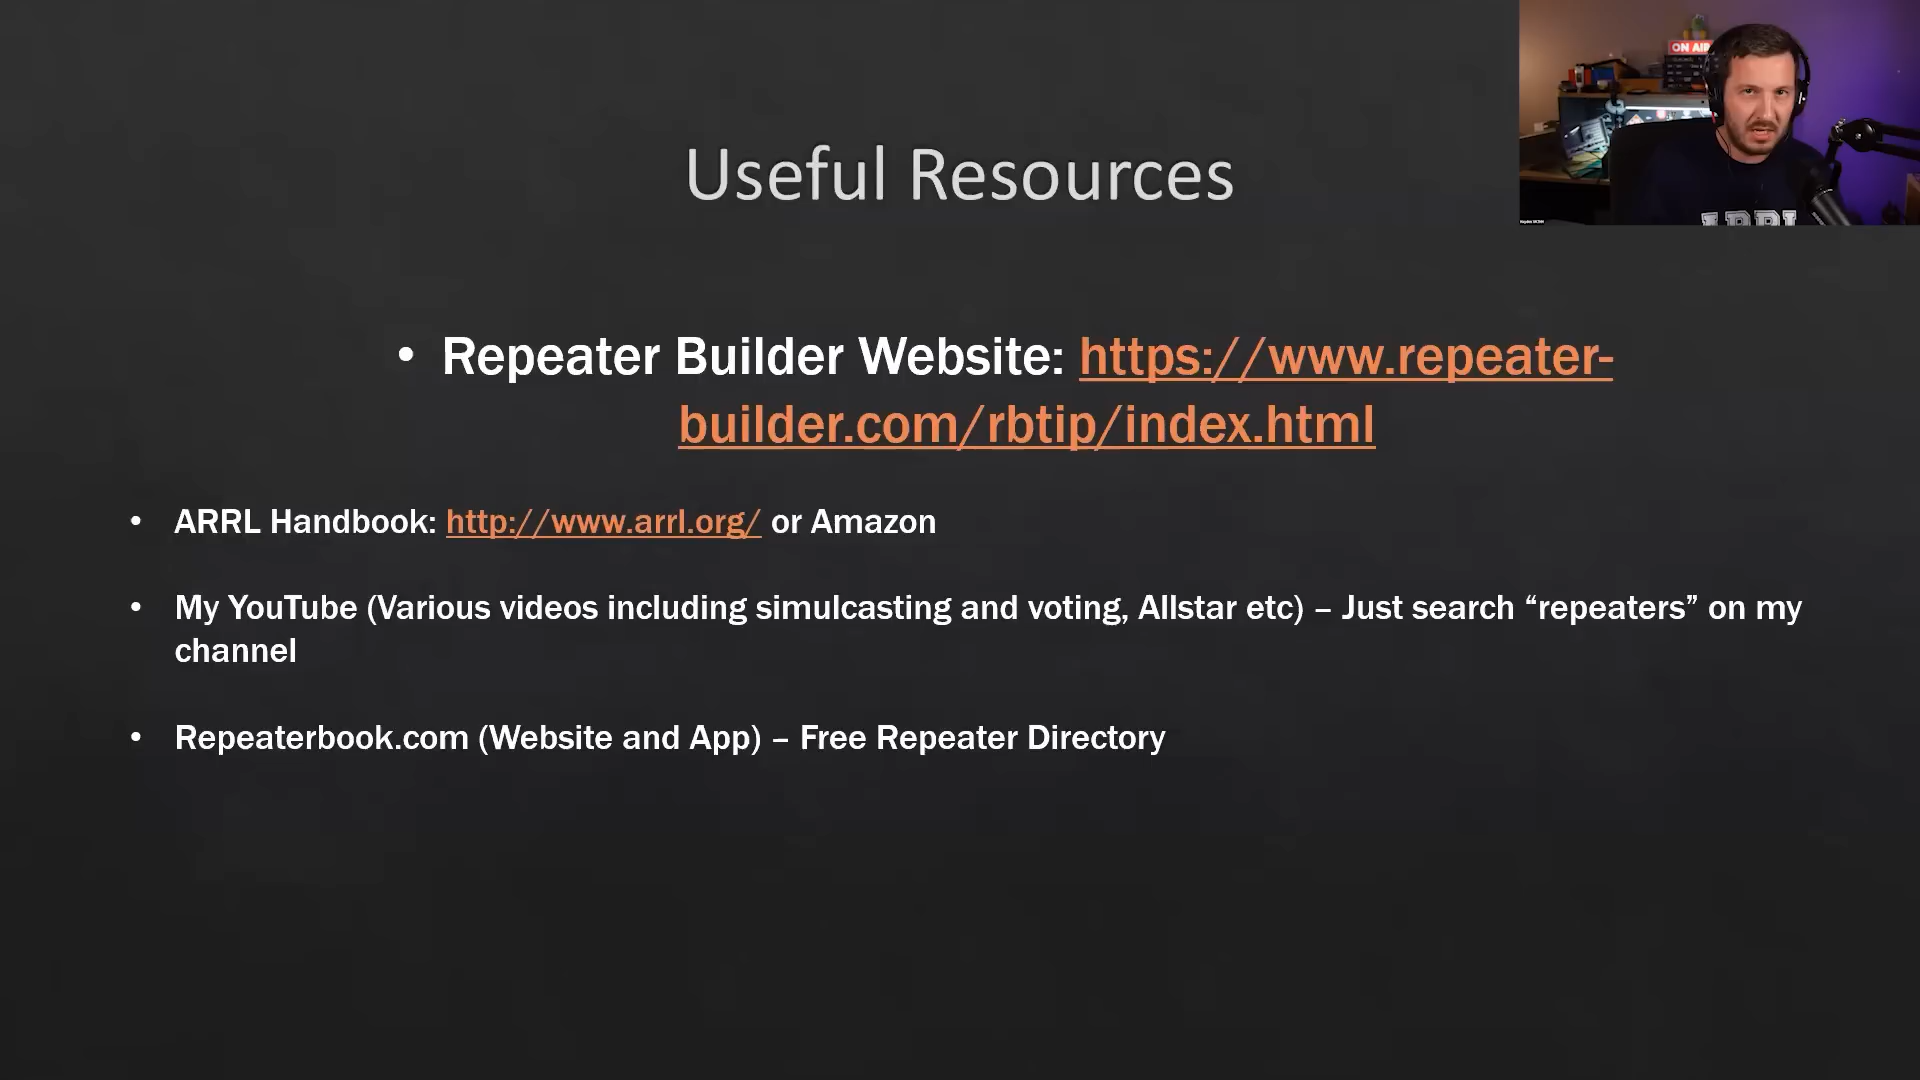 ON AIR
Useful Resources
• Repeater Builder Website: https://www.repeater-
builder.com/rbtip/index.html
• ARRL Handbook: http://www.arrl.org/ or Amazon
• My YouTube (Various videos including simulcasting and voting, Allstar etc) – Just search “repeaters” on my
channel
• Repeaterbook.com (Website and App) – Free Repeater Directory